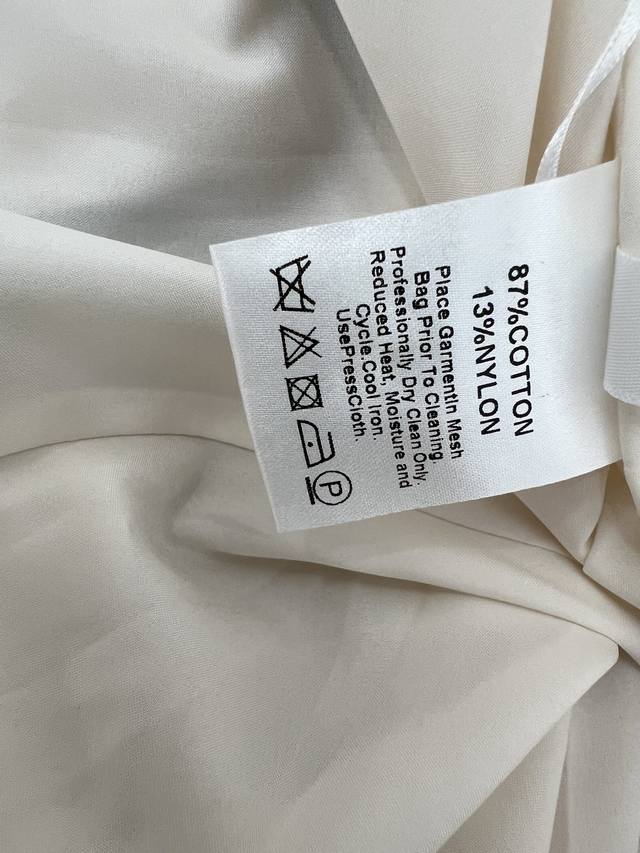 87%COTTON
13%NYLON
Place GarmentIn Mesh
Bag Prior To Cleaning.
Professionally Dry Clean Only.
Reduced Heat, Moisture and
Cycle.Cool Iron.
UsePressCloth.
P